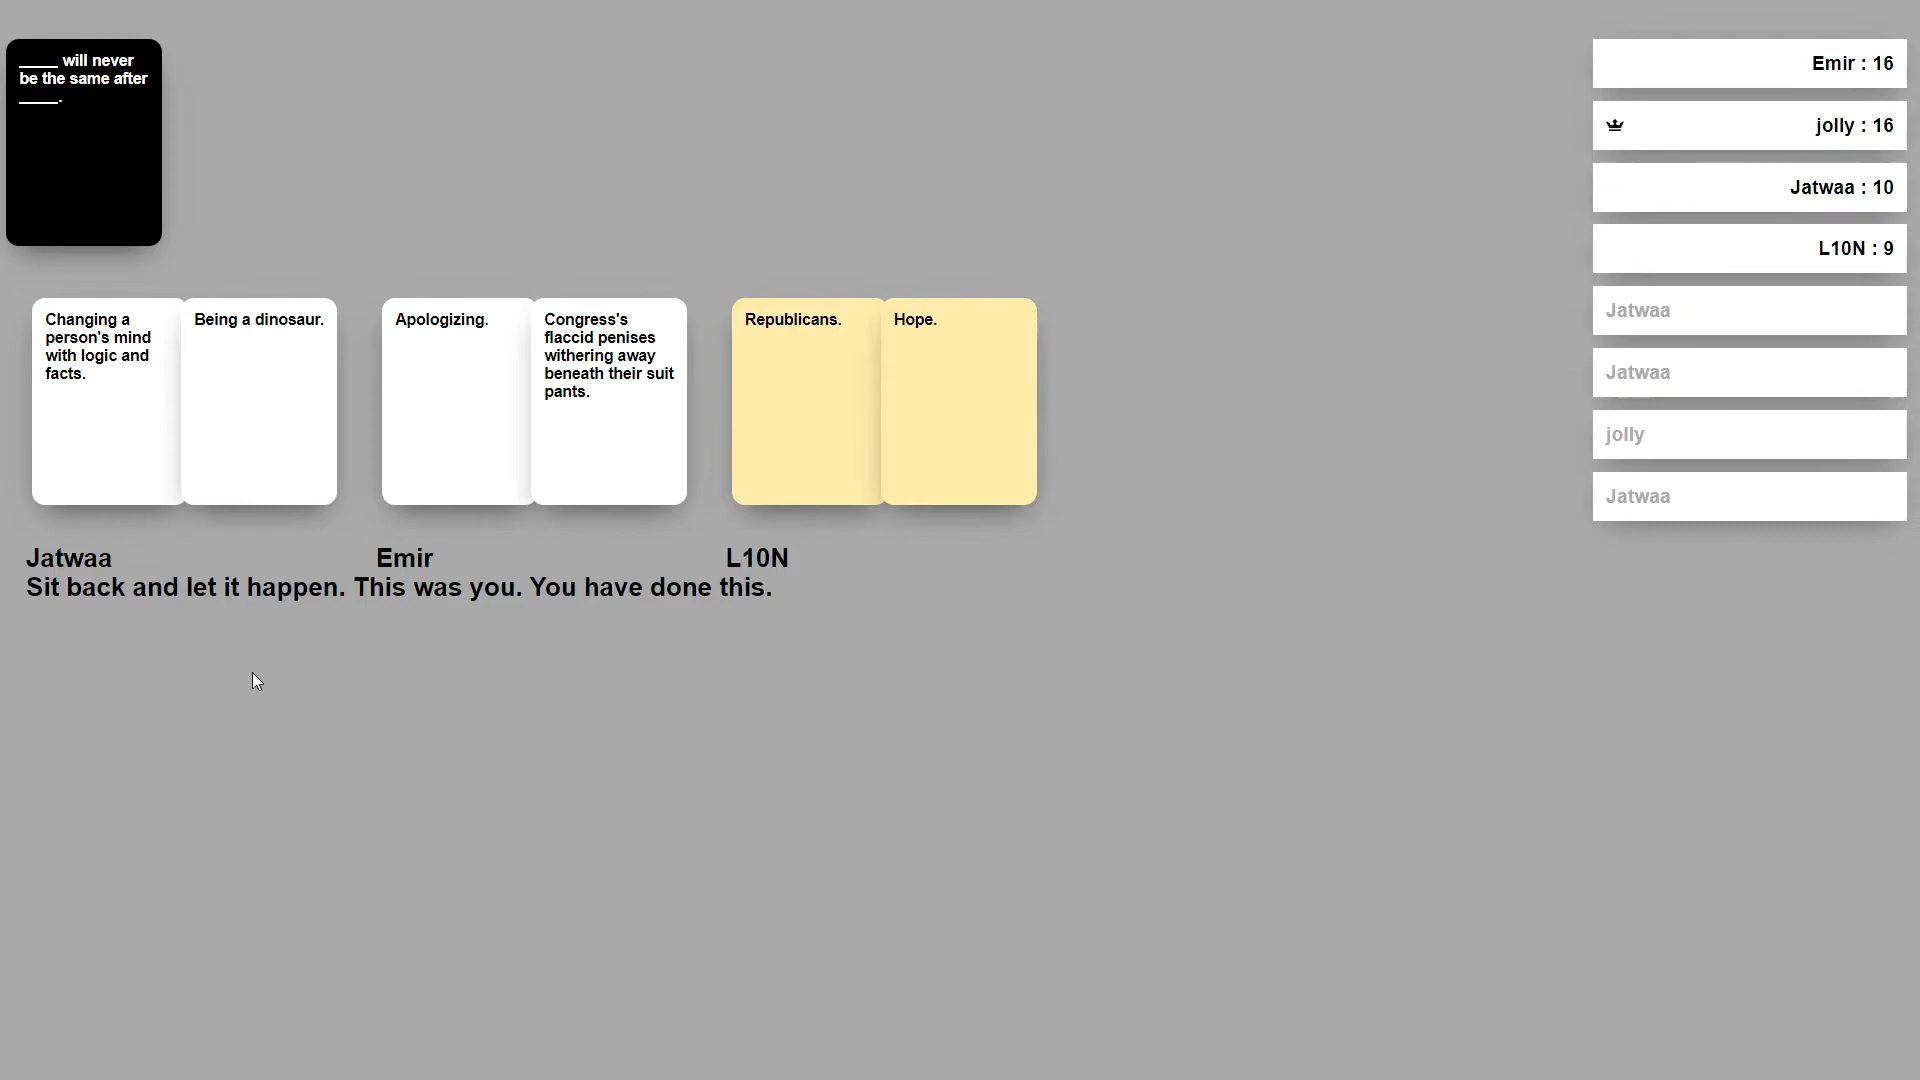 _____ will never
be the same after
_____.
Changing a
person's mind
with logic and
facts.
Being a dinosaur.
Apologizing.
Congress's
flaccid penises
withering away
beneath their suit
pants.
Republicans.
Hope.
Jatwaa
Emir
L10N
Sit back and let it happen. This was you. You have done this.
Emir : 16
jolly : 16
Jatwaa : 10
L10N : 9
Jatwaa
Jatwaa
jolly
Jatwaa